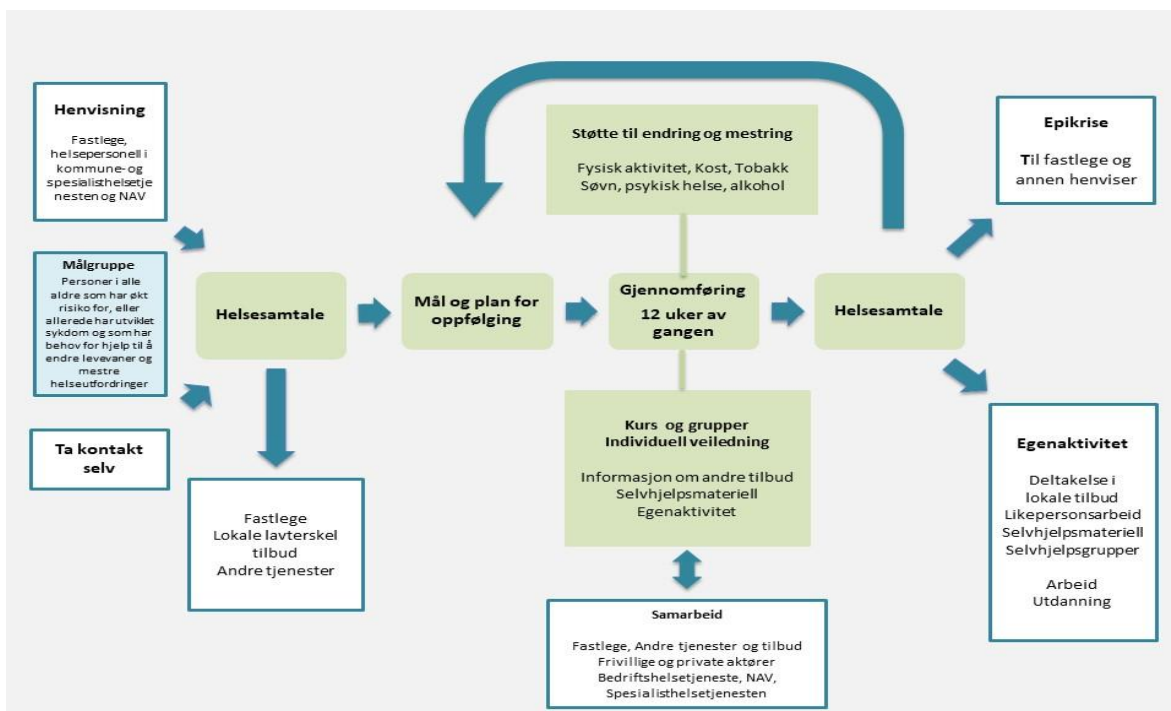 Henvisning
Fastlege,
helsepersonell i
kommune- og
spesialisthelsetje
nesten og NAV
Målgruppe
Personer i alle
aldre som har økt
risiko for, eller
allerede har utviklet
sykdom og som har
behov for hjelp til å
endre levevaner og
mestre
helseutfordringer
Ta kontakt
selv
Helsesamtale
Fastlege
Lokale lavterskel
tilbud
Andre tjenester
Mål og plan for
oppfølging
Støtte til endring og mestring
Fysisk aktivitet, Kost, Tobakk
Søvn, psykisk helse, alkohol
Gjennomføring
12 uker av
gangen
Kurs og grupper
Individuell veiledning
Informasjon om andre tilbud
Selvhjelpsmateriell
Egenaktivitet
Samarbeid
Fastlege, Andre tjenester og tilbud
Frivillige og private aktører
Bedriftshelsetjeneste, NAV,
Spesialisthelsetjenesten
Helsesamtale
Epikrise
Til fastlege og
annen henviser
Egenaktivitet
Deltakelse i
lokale tilbud
Likepersonsarbeid
Selvhjelpsmateriell
Selvhjelpsgrupper
Arbeid
Utdanning